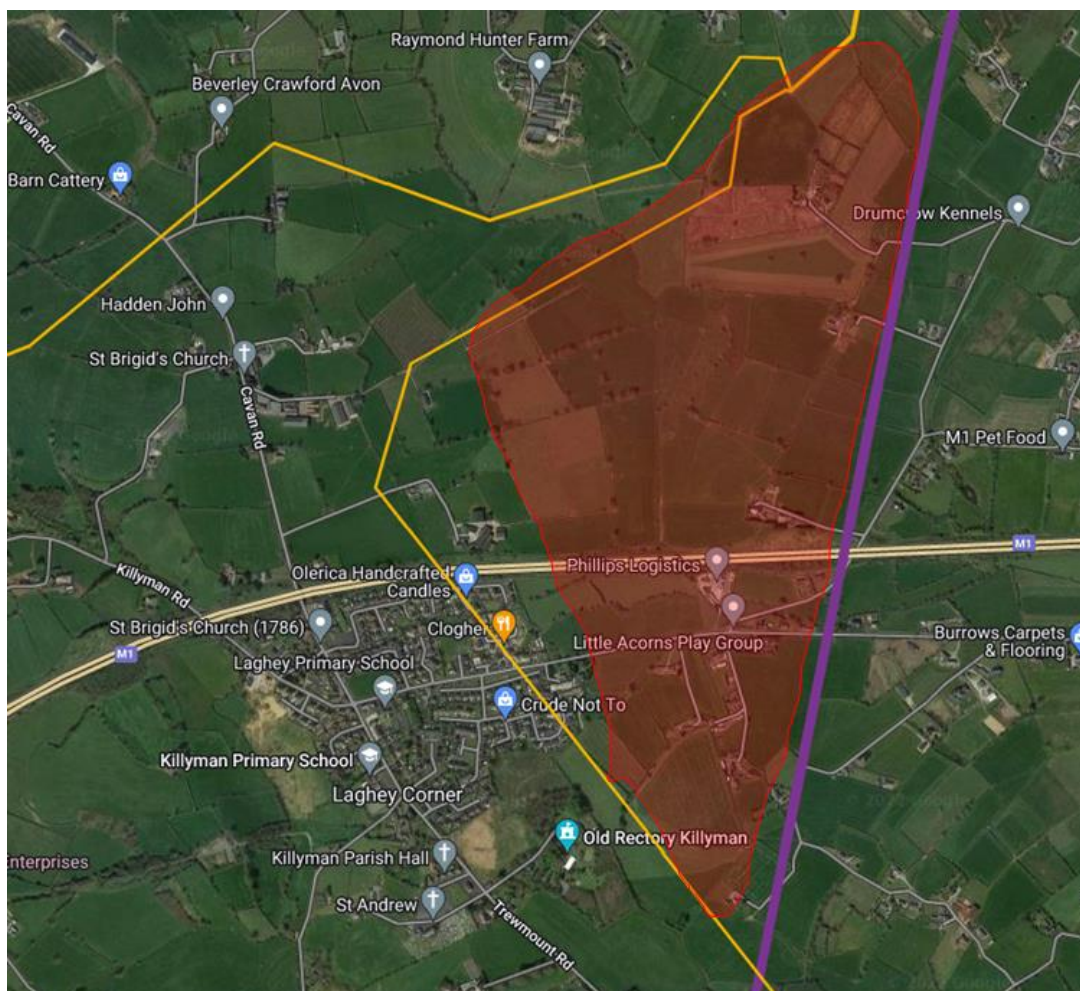 Raymond Hunter Farm
Beverley Crawford Avon
Cavan Rd
Barn Cattery
Drumcrow Kennels
Hadden John
St Brigid's Church
Cavan Rd
M1 Pet Food
M1
Phillips Logistics
Killyman Rd
Olerica Handcrafted
Candles
St Brigid's Church (1786)
Clogher
Little Acorns Play Group
Burrows Carpets
& Flooring
M1
Laghey Primary School
Crude Not To
Killyman Primary School
Laghey Corner
Old Rectory Killyman
Killyman Parish Hall
Enterprises
St Andrew
Trewmount Rd